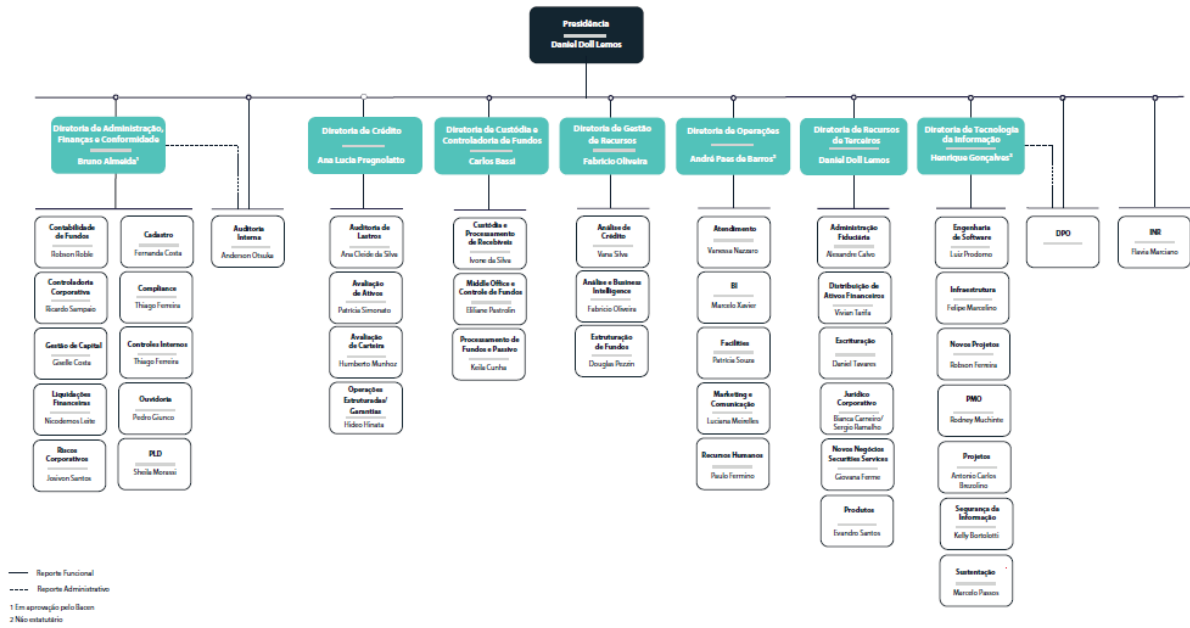 Presidência
Daniel Doll Lemos
Diretoria de Administração,
Finanças e Conformidade
Bruno Almeida¹
Diretoria de Crédito
Ana Lucia Fregnolatto
Diretoria de Custódia e
Controladoria de Fundos
Carlos Bassi
Diretoria de Gestão
de Recursos
Fabricio Oliveira
Diretoria de Operações
André Paes de Barros²
Diretoria de Recursos
de Terceiros
Daniel Doll Lemos
Diretoria de Tecnologia
da Informação
Henrique Gonçalves²
Contabilidade
de Fundos
Robson Roble
Controladoria
Corporativa
Ricardo Sampaio
Gestão de Capital
Giselle Costa
Liquidações
Financeiras
Nicodemos Leite
Riscos
Corporativos
Josivon Santos
Cadastro
Fernanda Costa
Compliance
Thiago Ferreira
Controles Internos
Thiago Ferreira
Ouvidoria
Pedro Giunco
PLD
Sheila Morassi
Auditoria
Interna
Anderson Otsuka
Auditoria de
Lastros
Ana Cleide da Silva
Avaliação
de Ativos
Patrícia Simonato
Avaliação
de Carteira
Humberto Munhoz
Operações
Estruturadas/
Garantias
Hideo Hinata
Custódia e
Processamento
de Recebíveis
Ivone da Silva
Middle Office e
Controle de Fundos
Eliliane Pastrolin
Processamento de
Fundos e Passivo
Keila Cunha
Análise de
Crédito
Vana Silva
Análise e Business
Intelligence
Fabricio Oliveira
Estruturação
de Fundos
Douglas Pezzin
Atendimento
Vanessa Nazzaro
BI
Marcelo Xavier
Facilities
Patrícia Souza
Marketing e
Comunicação
Luciana Meirelles
Recursos Humanos
Paulo Fermino
Administração
Fiduciária
Alexandre Calvo
Distribuição de
Ativos Financeiros
Vivian Tarifa
Escrituração
Daniel Tavares
Jurídico
Corporativo
Bianca Carneiro/
Sergio Ramalho
Novos Negócios
Securities Services
Giovana Ferme
Produtos
Evandro Santos
Engenharia
de Software
Luiz Prodomo
Infraestrutura
Felipe Marcelino
Novos Projetos
Robson Ferreira
PMO
Rodney Muchinte
Projetos
Antonio Carlos
Brozolino
Segurança da
Informação
Kelly Bortolotti
Sustentação
Marcelo Passos
DPO
INR
Flavia Marciano
Reporte Funcional
Reporte Administrativo
1 Em aprovação pelo Bacen
2 Não estatutário